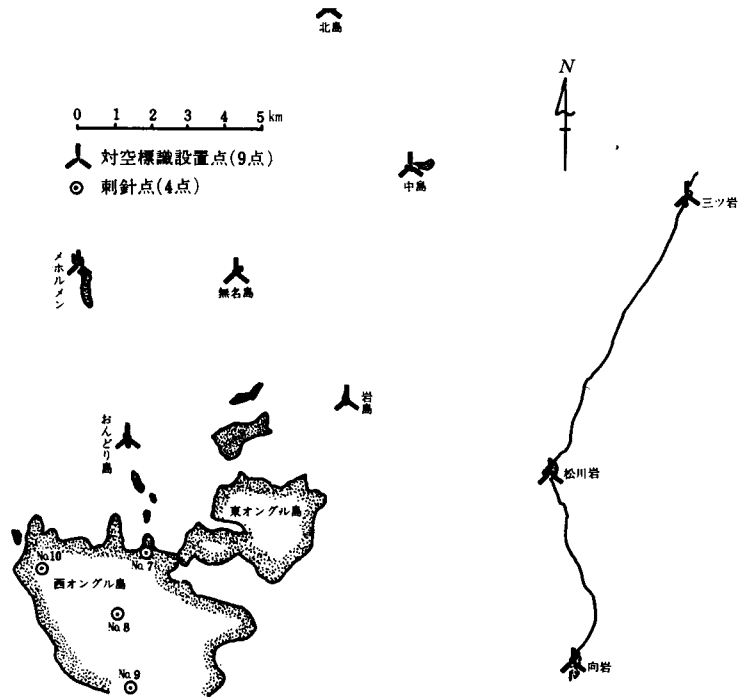 北島
N
0 1 2 3 4 5 km
対空標識設置点(9点)
刺針点(4点)
中島
三ツ岩
メホルメン
無名島
岩島
おんどり島
松川岩
東オングル島
No.10
No.7
西オングル島
No.8
向岩
No.9